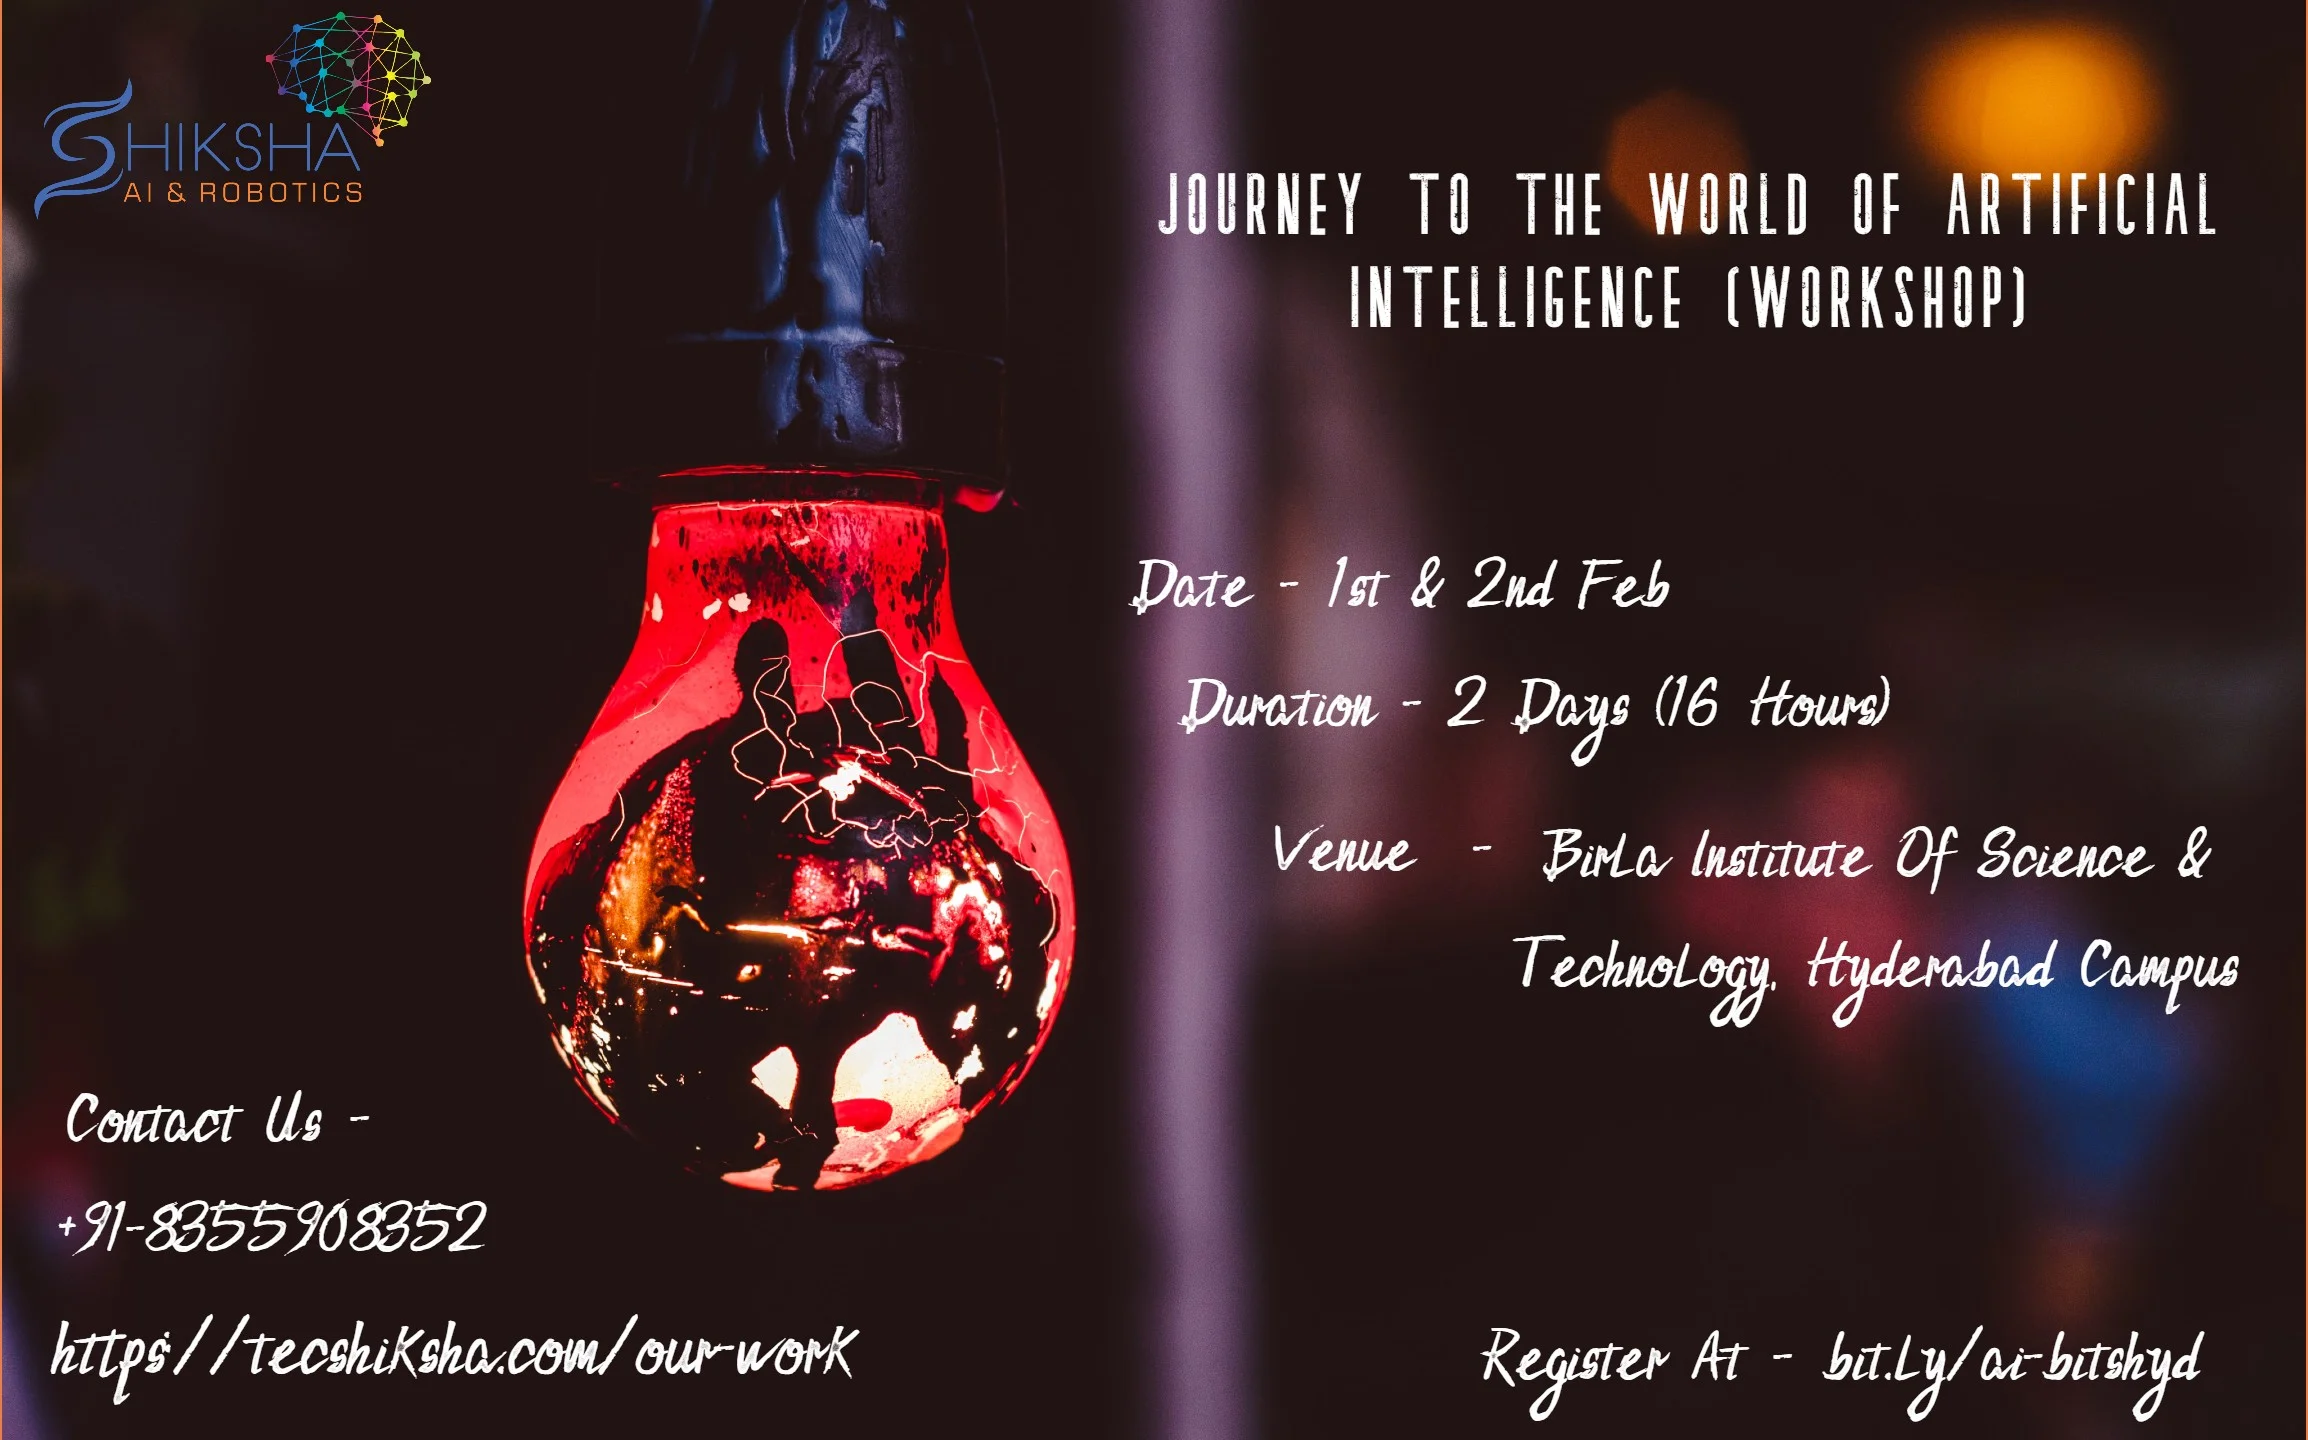 SHIKSHA
AI & ROBOTICS
JOURNEY TO THE WORLD OF ARTIFICIAL
INTELLIGENCE (WORKSHOP)
Date - 1st & 2nd Feb
Duration - 2 Days (16 Hours)
Venue - BirLa Institute Of Science &
TechnoLogy, Hyderabad Campus
Contact Us -
+91-8355908352
https://tecshiksha.com/our-work
Register At - bit.Ly/ai-bitshyd